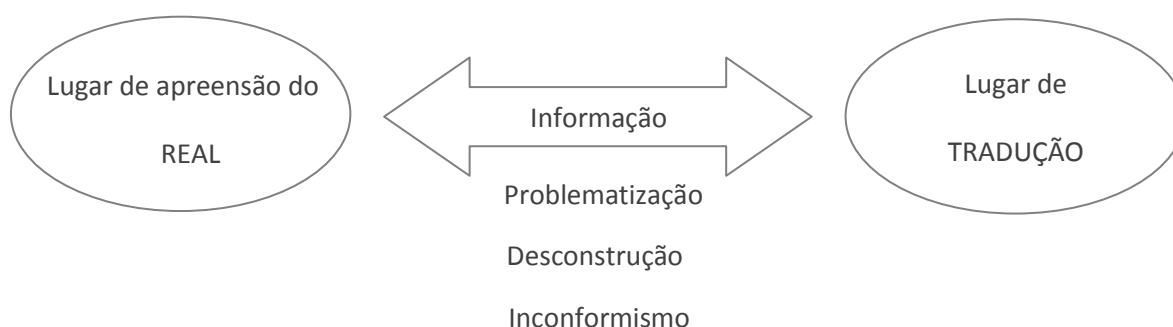 Lugar de apreensão do
REAL
Informação
Problematização
Desconstrução
Inconformismo
Lugar de
TRADUÇÃO